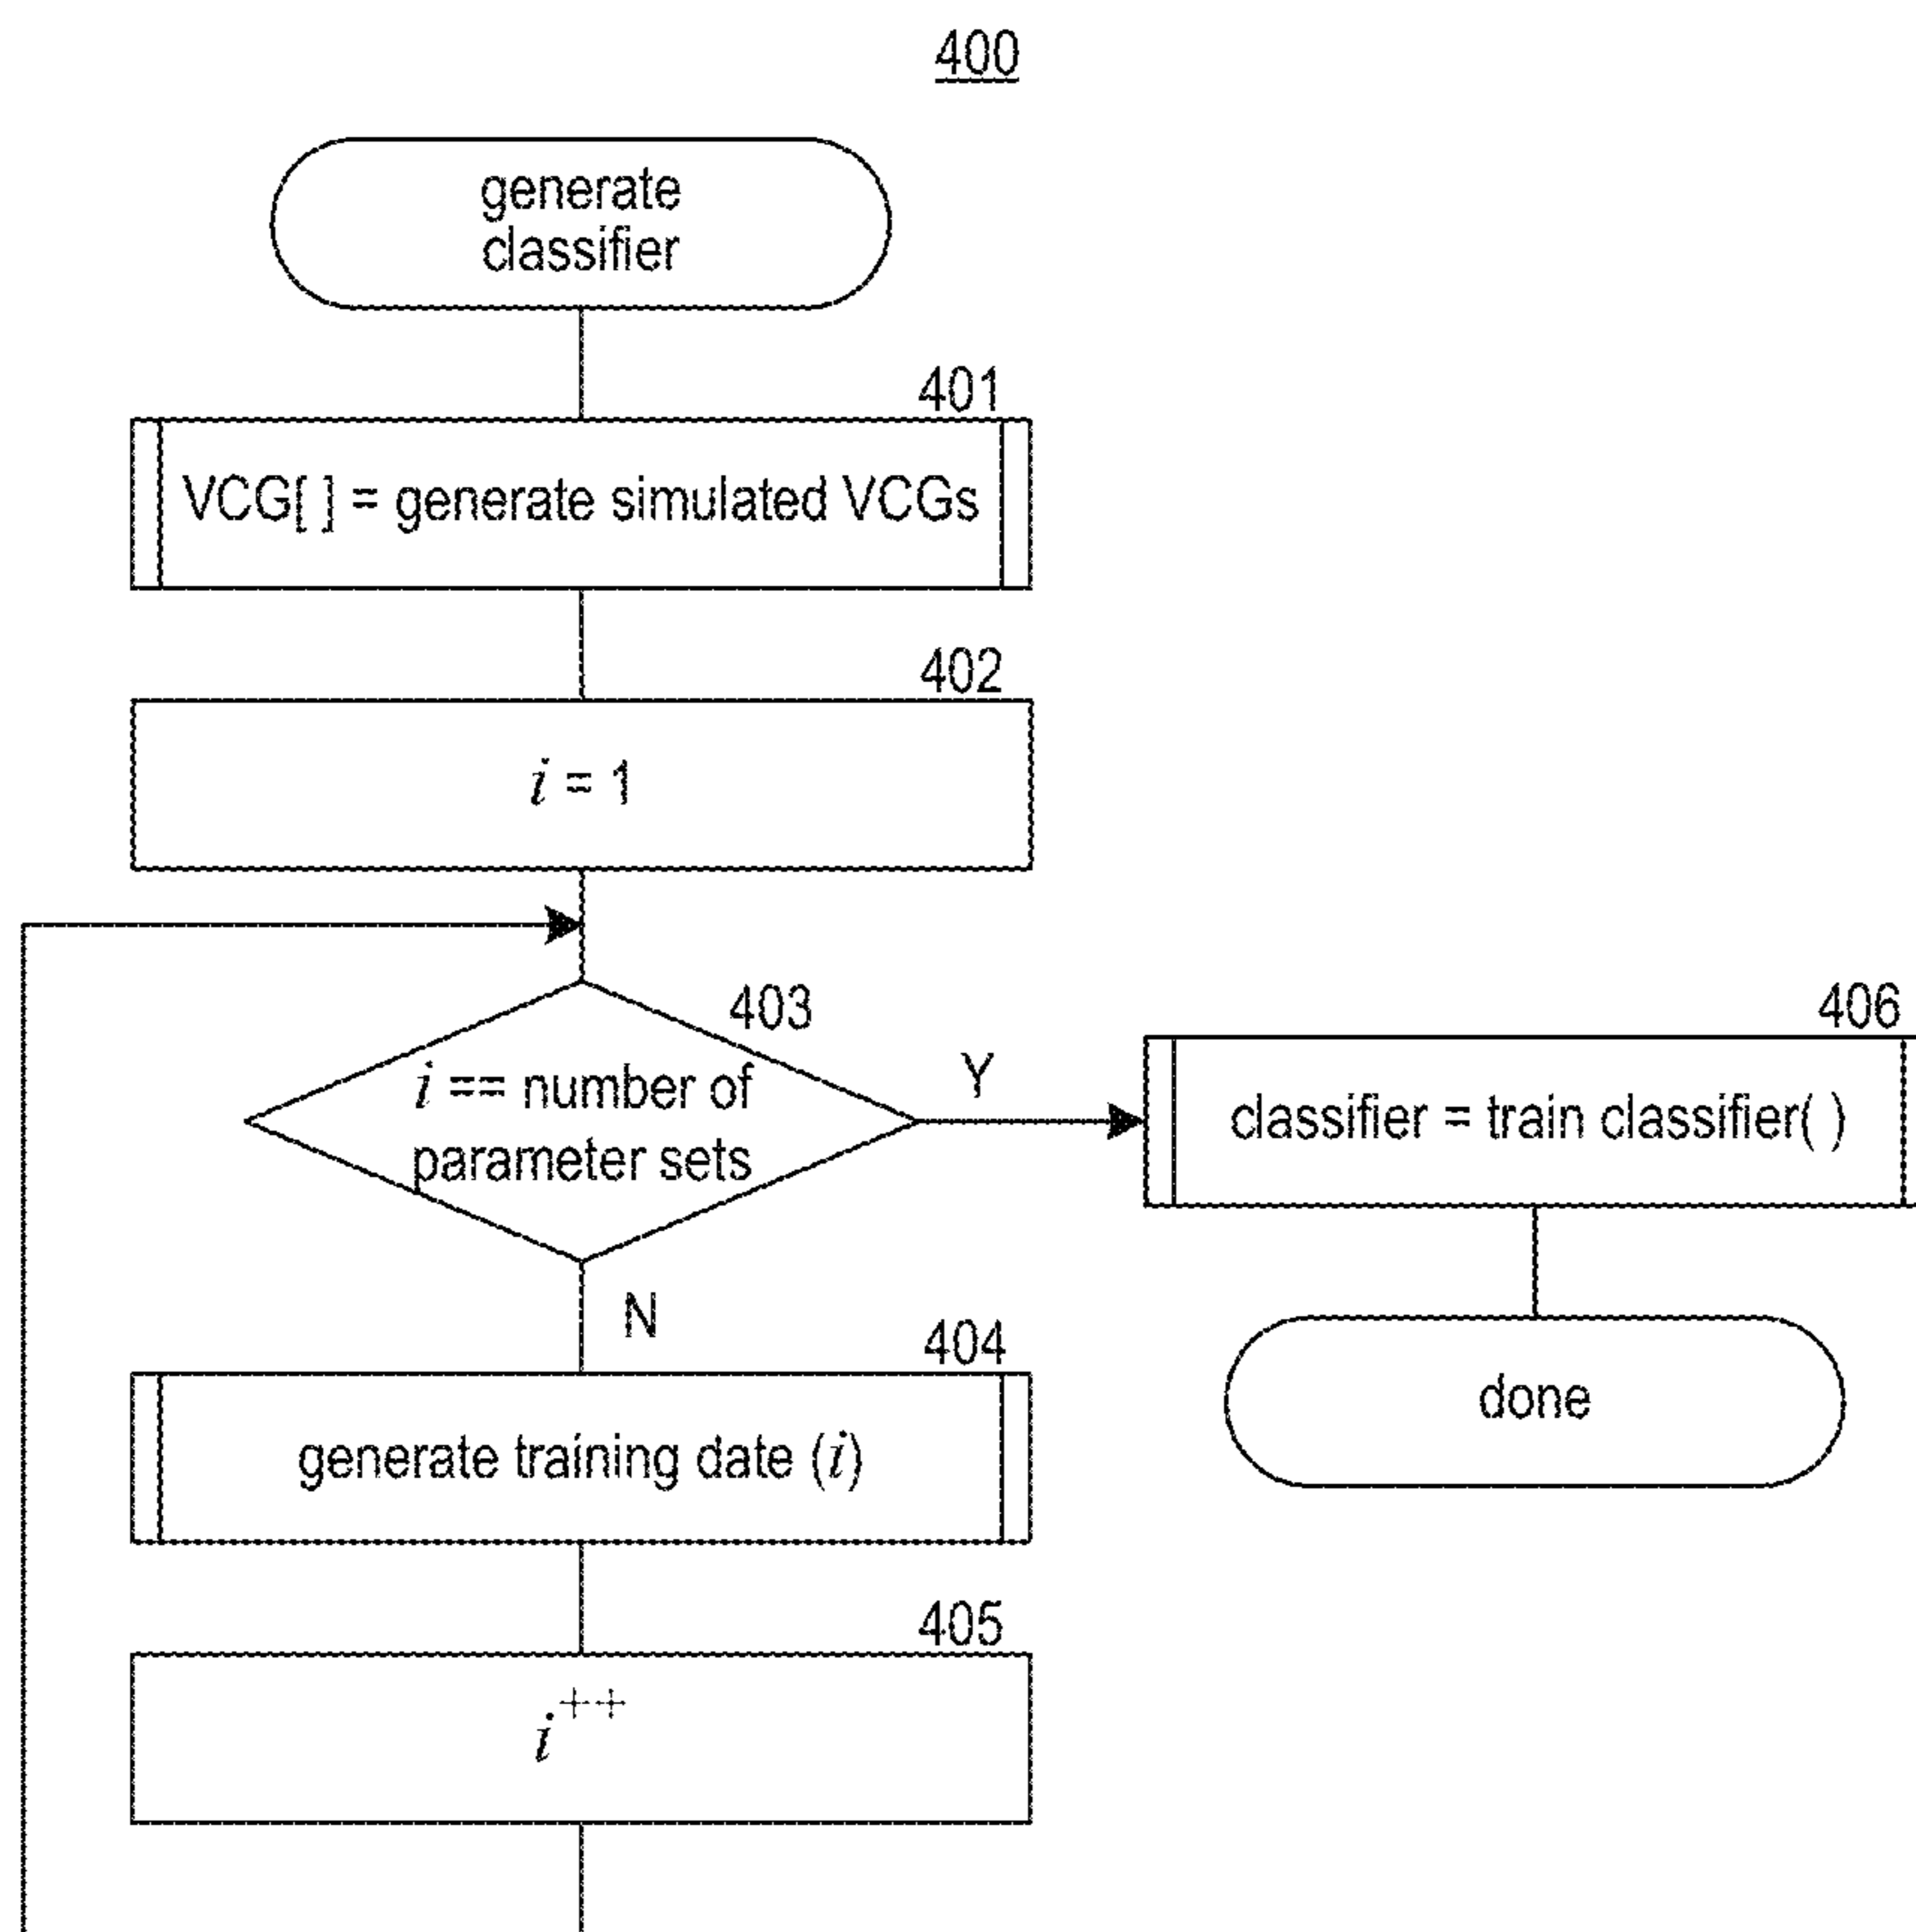 400
generate
classifier
401
VCG[ ] = generate simulated VCGs
402
i = 1
403
i == number of
parameter sets
Y
N
404
generate training date (i)
405
i++
406
classifier = train classifier( )
done